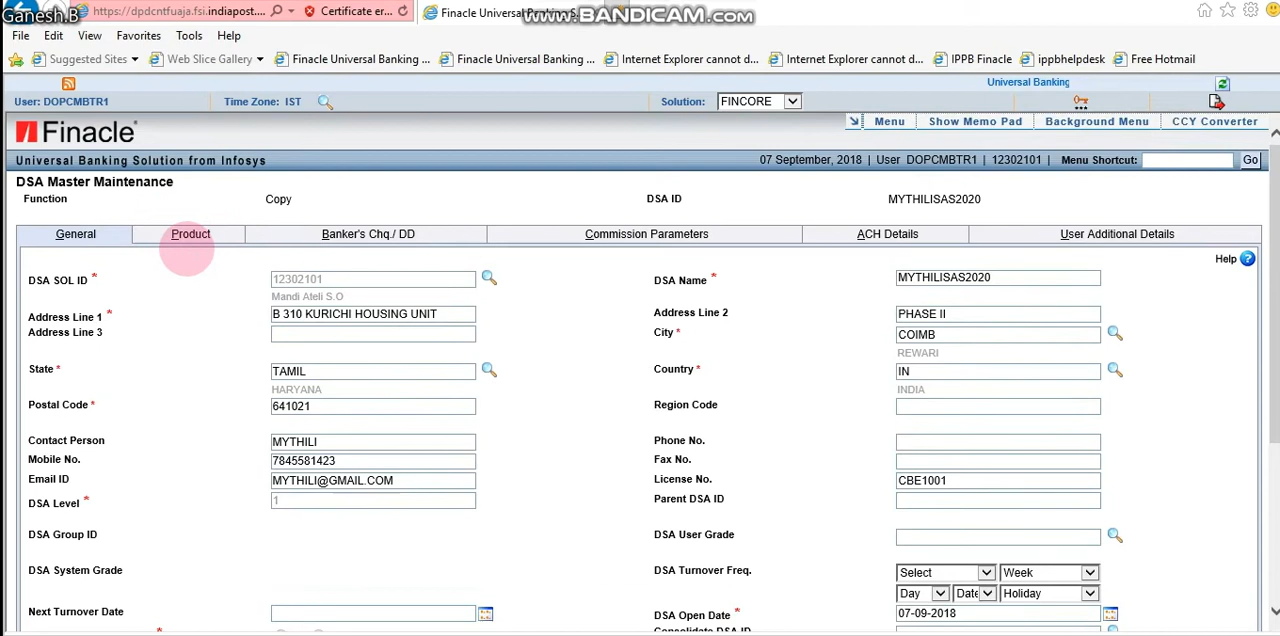 Ganesh.B
https://dpdcntfuaja.fsi.indiapost....
Certificate er...
Finacle Universal Banking S...
www.BANDICAM.com
File Edit View Favorites Tools Help
Suggested Sites Web Slice Gallery Finacle Universal Banking ... Finacle Universal Banking ... Internet Explorer cannot d... Internet Explorer cannot d... IPPB Finacle ippbhelpdesk Free Hotmail
Universal Banking
User: DOPCMBTR1 Time Zone: IST Solution: FINCORE
Finacle
Menu Show Memo Pad Background Menu CCY Converter
Universal Banking Solution from Infosys 07 September, 2018 | User DOPCMBTR1 | 12302101 | Menu Shortcut: Go
DSA Master Maintenance
Function Copy DSA ID MYTHILISAS2020
General Product Banker's Chq./ DD Commission Parameters ACH Details User Additional Details
Help ?
DSA SOL ID * 12302101 DSA Name * MYTHILISAS2020
Mandi Ateli S.O
Address Line 1 * B 310 KURICHI HOUSING UNIT Address Line 2 PHASE II
Address Line 3 City * COIMB
REWARI
State * TAMIL Country * IN
HARYANA INDIA
Postal Code * 641021 Region Code
Contact Person MYTHILI Phone No.
Mobile No. 7845581423 Fax No.
Email ID MYTHILI@GMAIL.COM License No. CBE1001
DSA Level * 1 Parent DSA ID
DSA Group ID DSA User Grade
DSA System Grade DSA Turnover Freq. Select Week
Day Date Holiday
Next Turnover Date DSA Open Date * 07-09-2018
Consolidate DSA ID